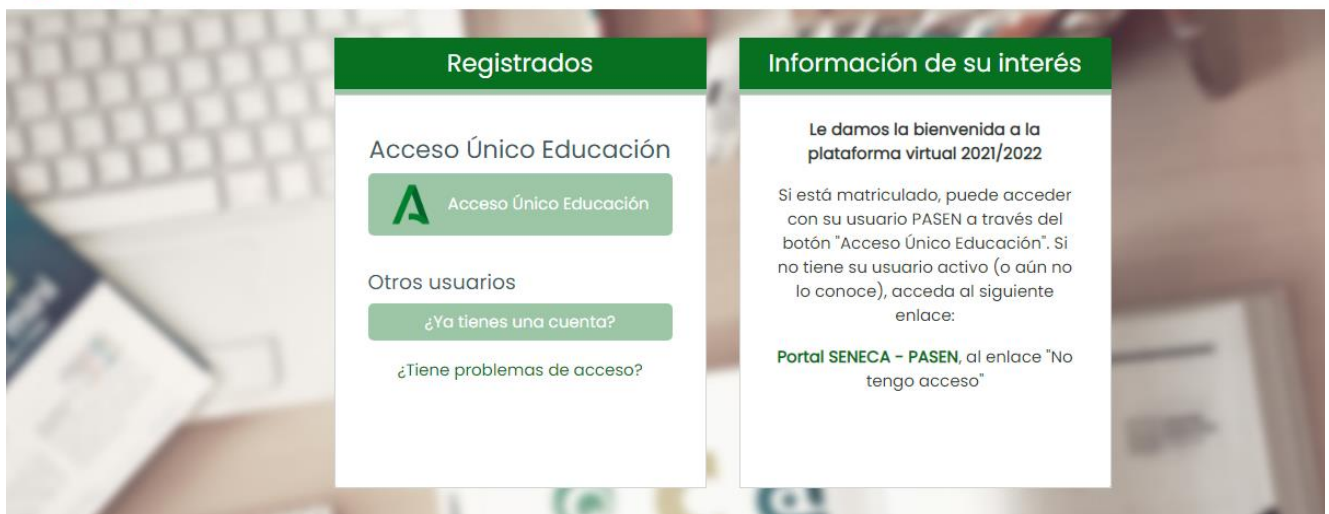 Registrados
Acceso Único Educación
Acceso Único Educación
Otros usuarios
¿Ya tienes una cuenta?
¿Tiene problemas de acceso?
Información de su interés
Le damos la bienvenida a la
plataforma virtual 2021/2022
Si está matriculado, puede acceder
con su usuario PASEN a través del
botón "Acceso Único Educación". Si
no tiene su usuario activo (o aún no
lo conoce), acceda al siguiente
enlace:
Portal SENECA - PASEN, al enlace "No
tengo acceso"